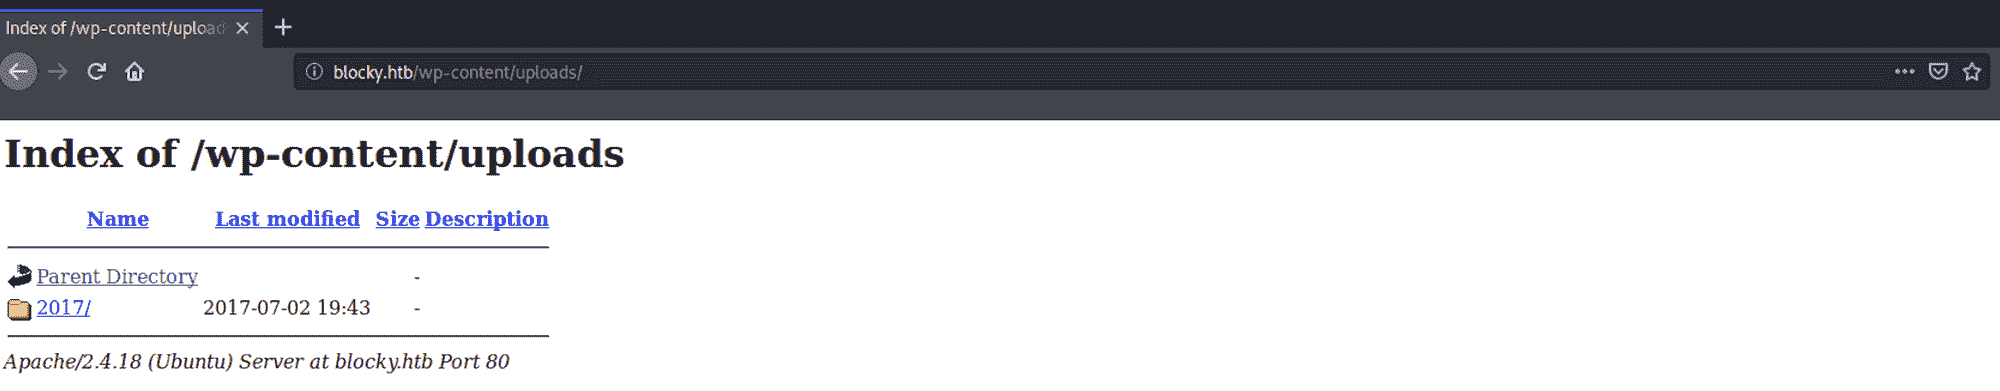 Index of /wp-content/upload
blocky.htb/wp-content/uploads/
Index of /wp-content/uploads
Name Last modified Size Description
Parent Directory -
2017/ 2017-07-02 19:43 -
Apache/2.4.18 (Ubuntu) Server at blocky.htb Port 80